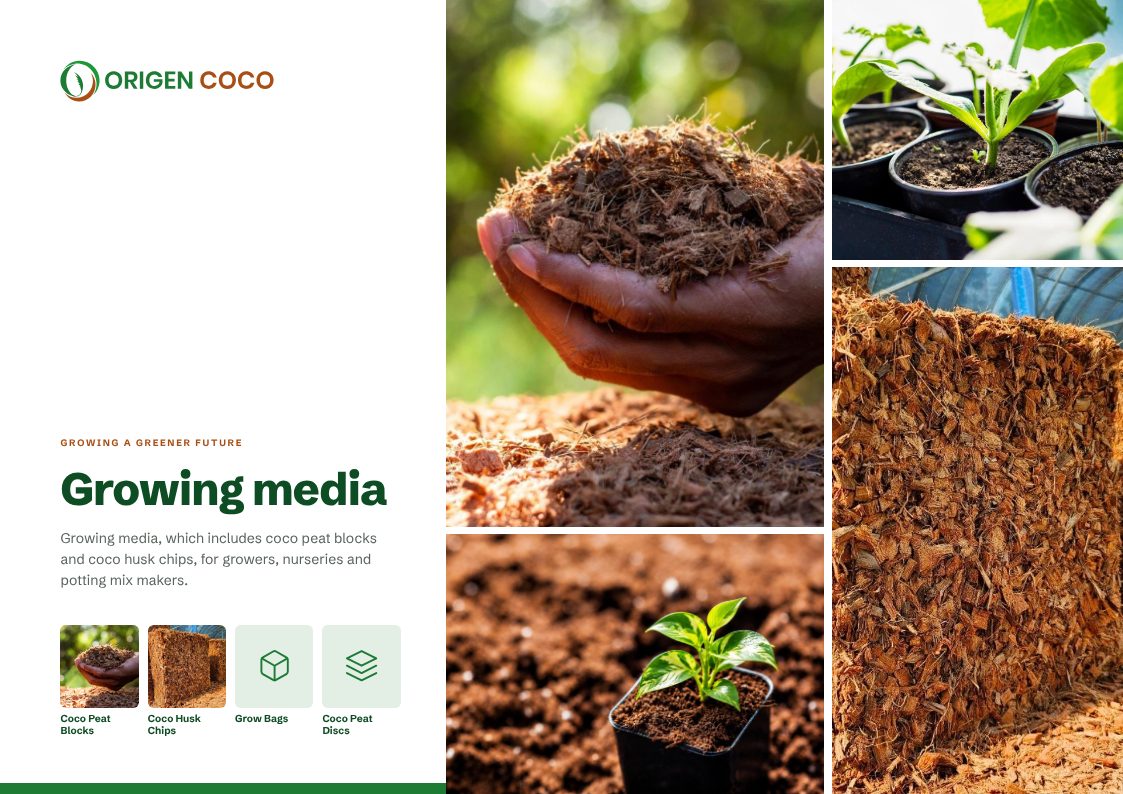 ORIGEN COCO
GROWING A GREENER FUTURE
Growing media
Growing media, which includes coco peat blocks
and coco husk chips, for growers, nurseries and
potting mix makers.
Coco Peat
Blocks
Coco Husk
Chips
Grow Bags
Coco Peat
Discs